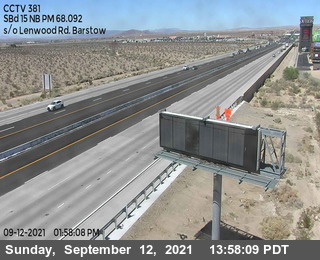 CCTV 381
SBd 15 NB PM 68.092
s/o Lenwood Rd. Barstow
09-12-2021 01:58:08 PM
Sunday, September 12, 2021 13:58:09 PDT